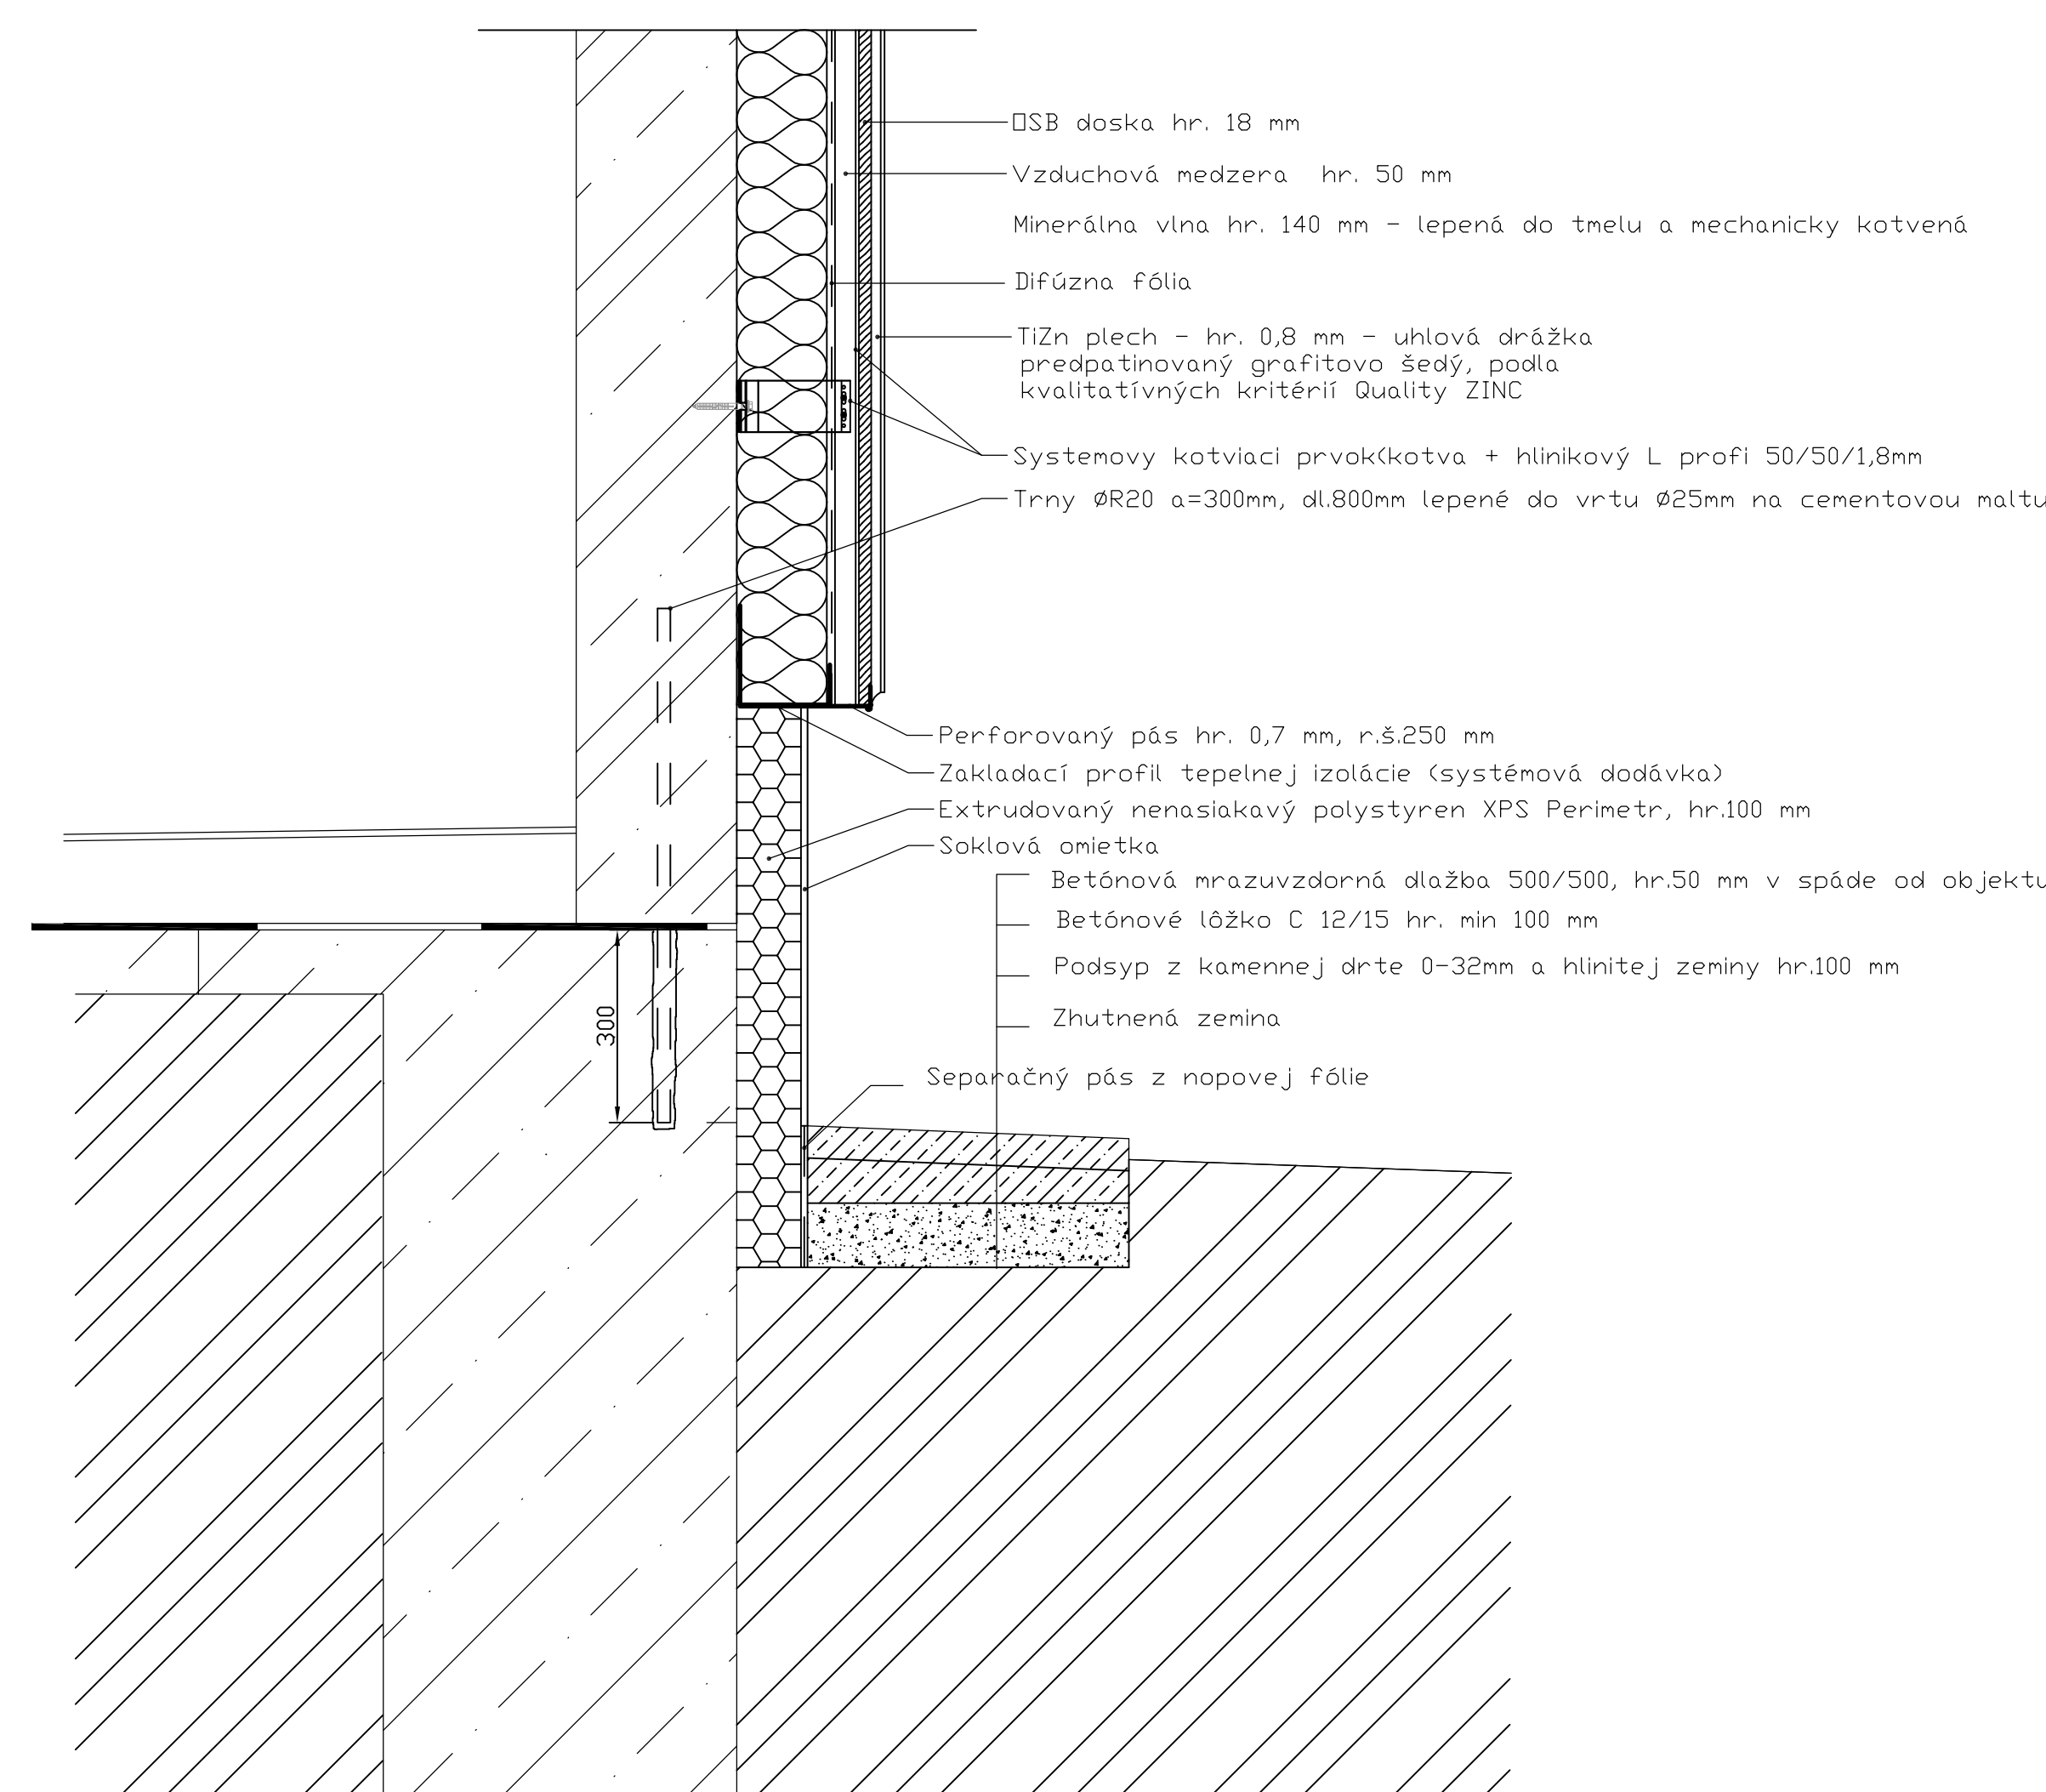 OSB doska hr. 18 mm
Vzduchová medzera hr. 50 mm
Minerálna vlna hr. 140 mm - lepená do tmelu a mechanicky kotvená
Difúzna fólia
TiZn plech - hr. 0,8 mm - uhlová drážka
predpatinovaný grafitovo šedý, podla
kvalitatívných kritérií Quality ZINC
Systemovy kotviaci prvok(kotva + hlinikový L profi 50/50/1,8mm
Trny ØR20 a=300mm, dl.800mm lepené do vrtu Ø25mm na cementovou maltu
Perforovaný pás hr. 0,7 mm, r.š.250 mm
Zakladací profil tepelnej izolácie (systémová dodávka)
Extrudovaný nenasiakavý polystyren XPS Perimetr, hr.100 mm
Soklová omietka
Betónová mrazuvzdorná dlažba 500/500, hr.50 mm v spáde od objektu
Betónové lôžko C 12/15 hr. min 100 mm
Podsyp z kamennej drte 0-32mm a hlinitej zeminy hr.100 mm
Zhutnená zemina
300
Separačný pás z nopovej fólie